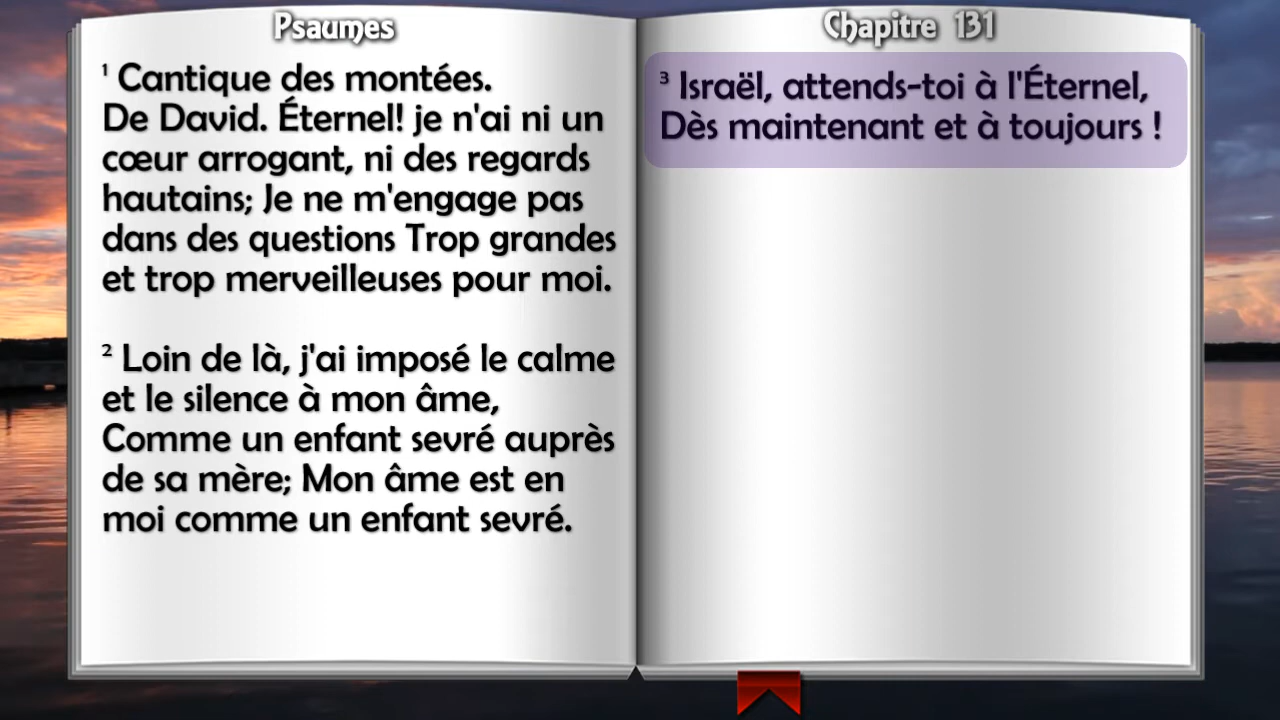 Psaumes
¹ Cantique des montées.
De David. Éternel! je n'ai ni un
cœur arrogant, ni des regards
hautains; Je ne m'engage pas
dans des questions Trop grandes
et trop merveilleuses pour moi.
² Loin de là, j'ai imposé le calme
et le silence à mon âme,
Comme un enfant sevré auprès
de sa mère; Mon âme est en
moi comme un enfant sevré.
Chapitre 131
³ Israël, attends-toi à l'Éternel,
Dès maintenant et à toujours !